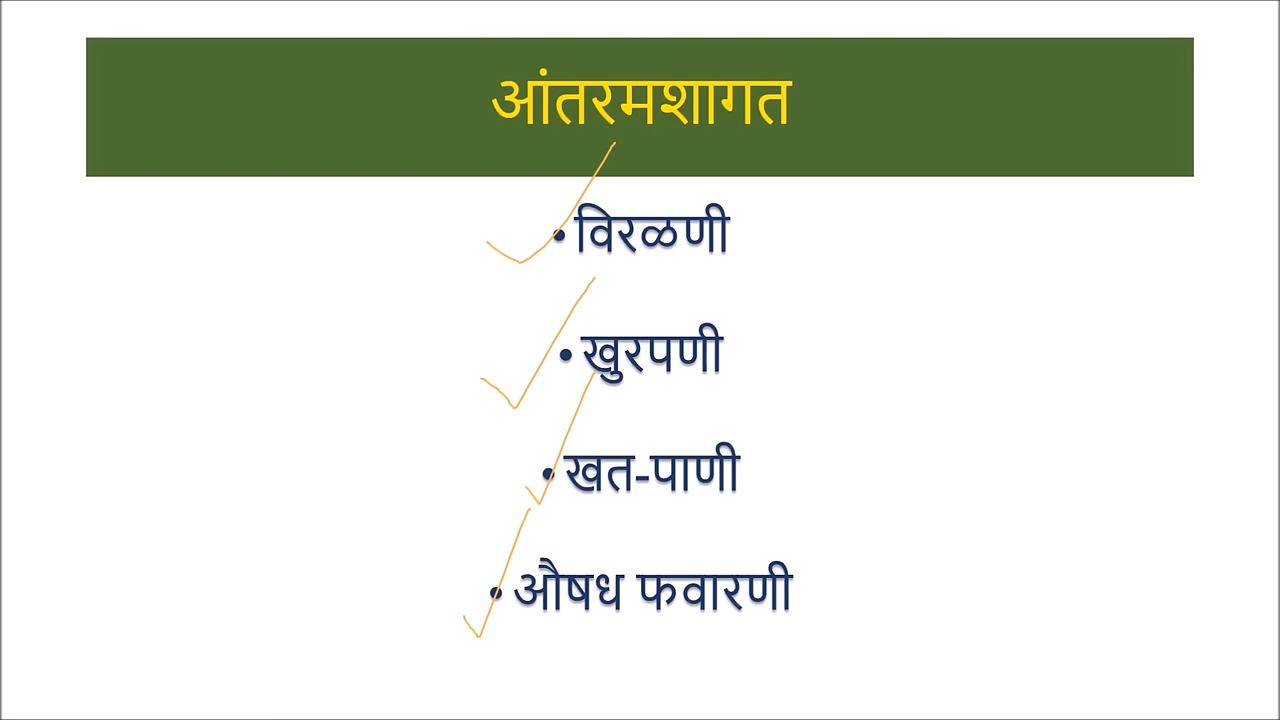 आंतरमशागत
• विरळणी
• खुरपणी
• खत-पाणी
• औषध फवारणी